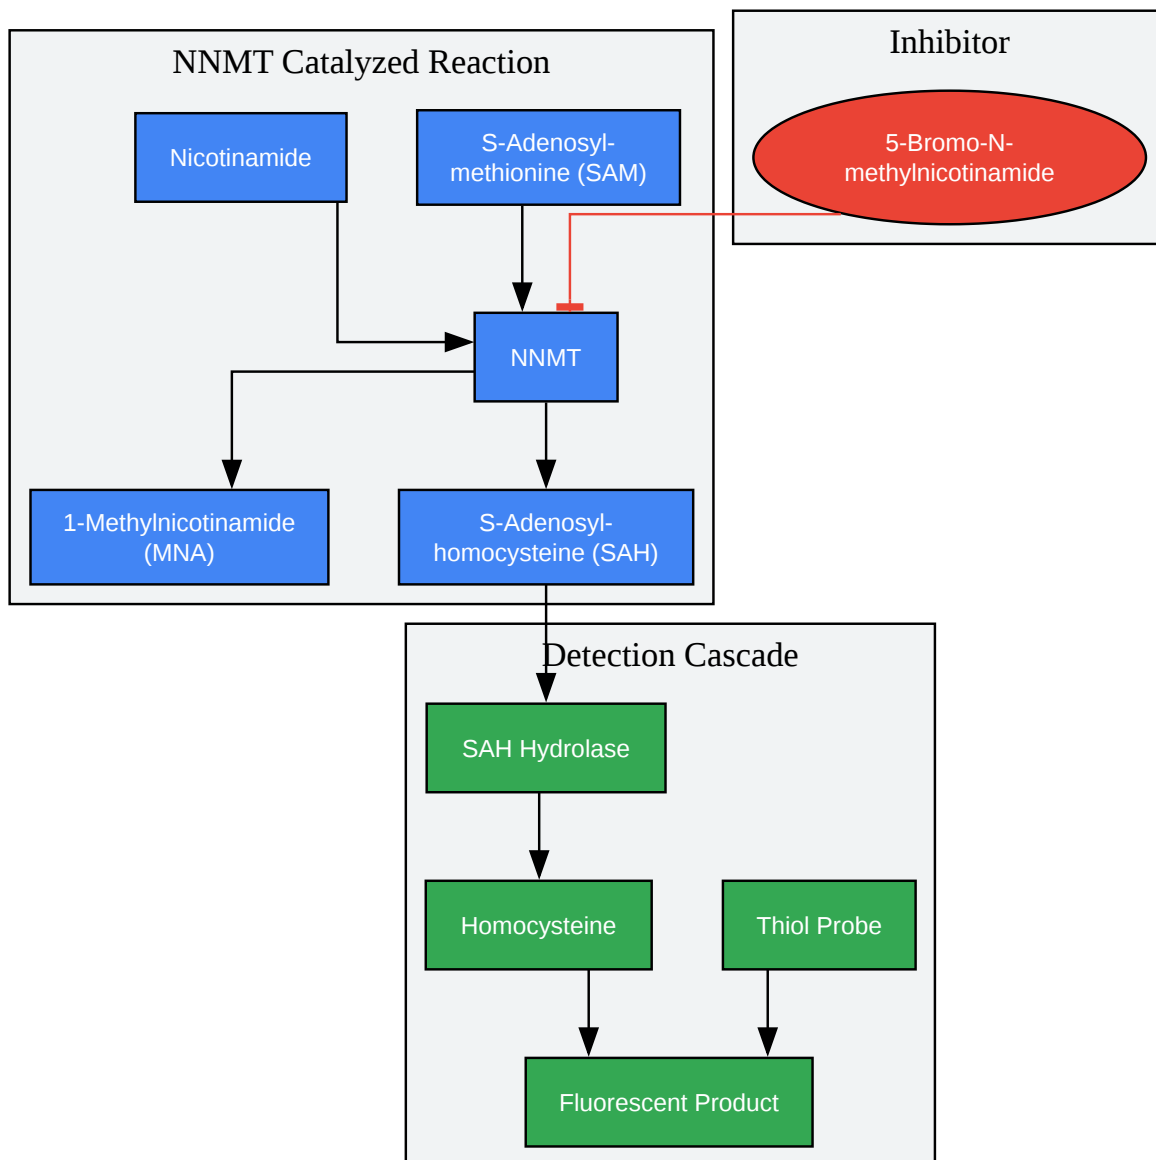 NNMT Catalyzed Reaction
Inhibitor
Nicotinamide
S-Adenosyl-
methionine (SAM)
5-Bromo-N-
methylnicotinamide
NNMT
1-Methylnicotinamide
(MNA)
S-Adenosyl-
homocysteine (SAH)
Detection Cascade
SAH Hydrolase
Homocysteine
Thiol Probe
Fluorescent Product